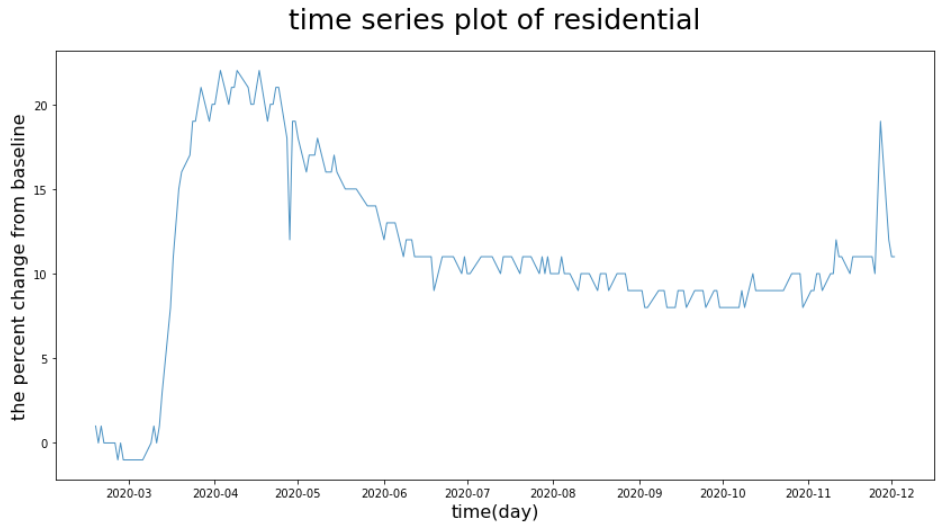 time series plot of residential
the percent change from baseline
20
15
10
5
0
2020-03 2020-04 2020-05 2020-06 2020-07 2020-08 2020-09 2020-10 2020-11 2020-12
time(day)